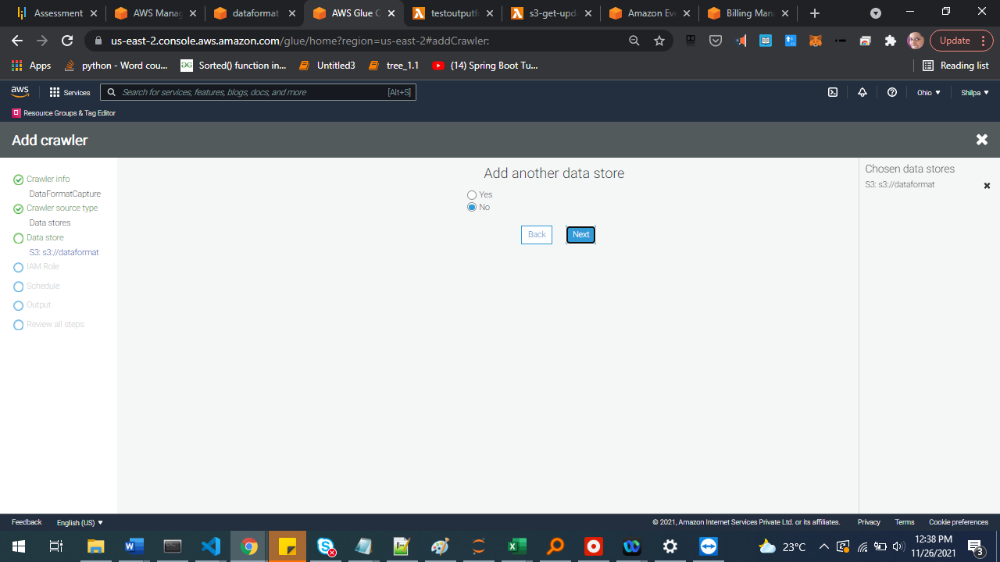 Assessment
AWS Manag
dataformat
AWS Glue C
testoutputf
s3-get-upda
Amazon Eve
Billing Mana
us-east-2.console.aws.amazon.com/glue/home?region=us-east-2#addCrawler:
Update
Apps
python - Word cou...
Sorted() function in...
Untitled3
tree_1.1
(14) Spring Boot Tu...
Reading list
aws
Services
Search for services, features, blogs, docs, and more
[Alt+S]
Ohio
Shilpa
Resource Groups & Tag Editor
Add crawler
Crawler info
DataFormatCapture
Crawler source type
Data stores
Data store
S3: s3://dataformat
IAM Role
Schedule
Output
Review all steps
Add another data store
Yes
No
Back
Next
Chosen data stores
S3: s3://dataformat
Feedback
English (US)
© 2021, Amazon Internet Services Private Ltd. or its affiliates.
Privacy
Terms
Cookie preferences
23°C
12:38 PM
11/26/2021
3